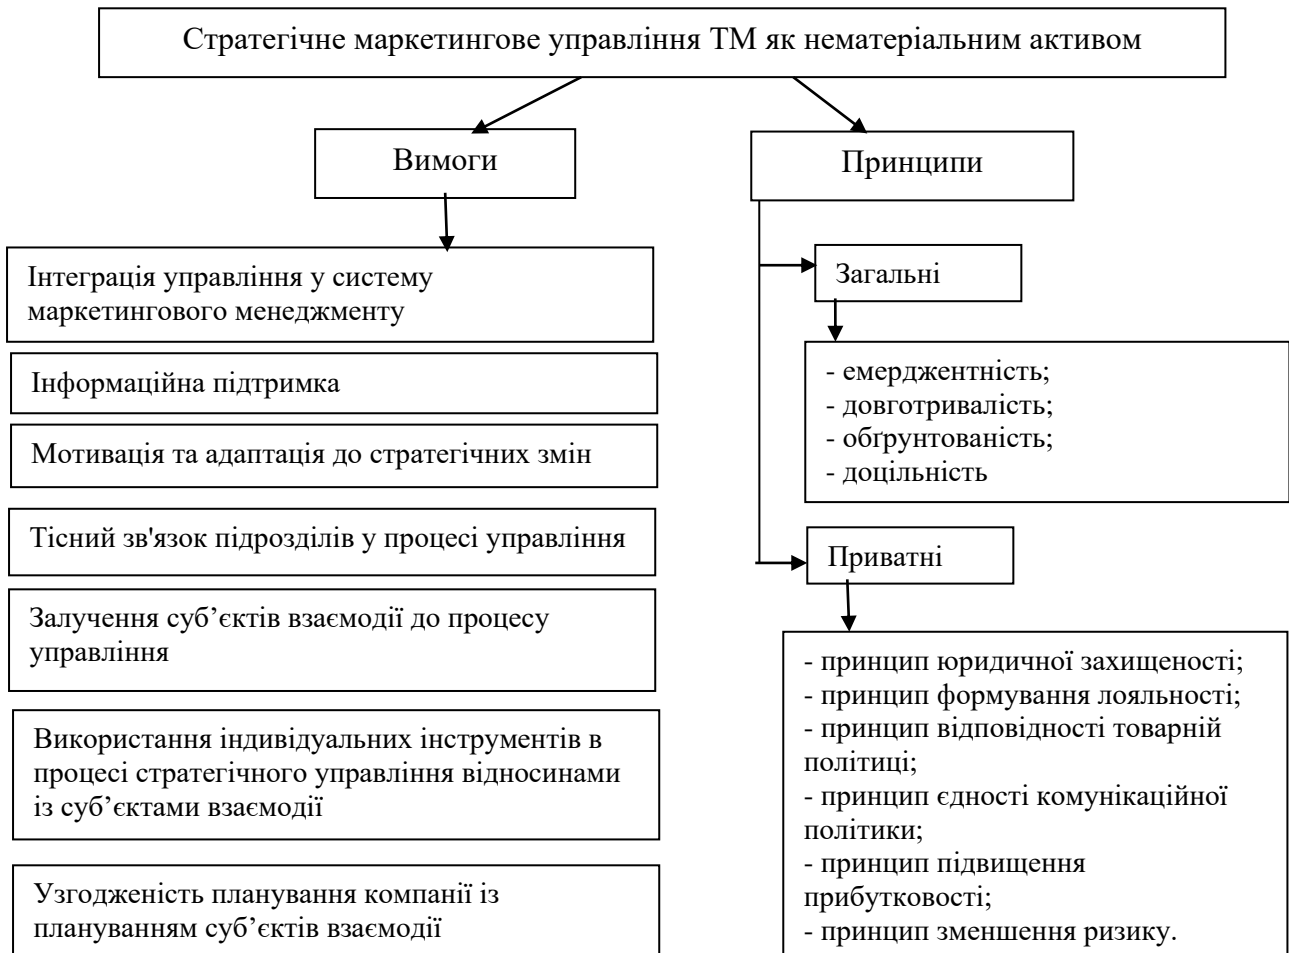 Стратегічне маркетингове управління ТМ як нематеріальним активом
Вимоги
Інтеграція управління у систему
маркетингового менеджменту
Інформаційна підтримка
Мотивація та адаптація до стратегічних змін
Тісний зв'язок підрозділів у процесі управління
Залучення суб’єктів взаємодії до процесу
управління
Використання індивідуальних інструментів в
процесі стратегічного управління відносинами
із суб’єктами взаємодії
Узгодженість планування компанії із
плануванням суб’єктів взаємодії
Принципи
Загальні
- емерджентність;
- довготривалість;
- обґрунтованість;
- доцільність
Приватні
- принцип юридичної захищеності;
- принцип формування лояльності;
- принцип відповідності товарній
політиці;
- принцип єдності комунікаційної
політики;
- принцип підвищення
прибутковості;
- принцип зменшення ризику.